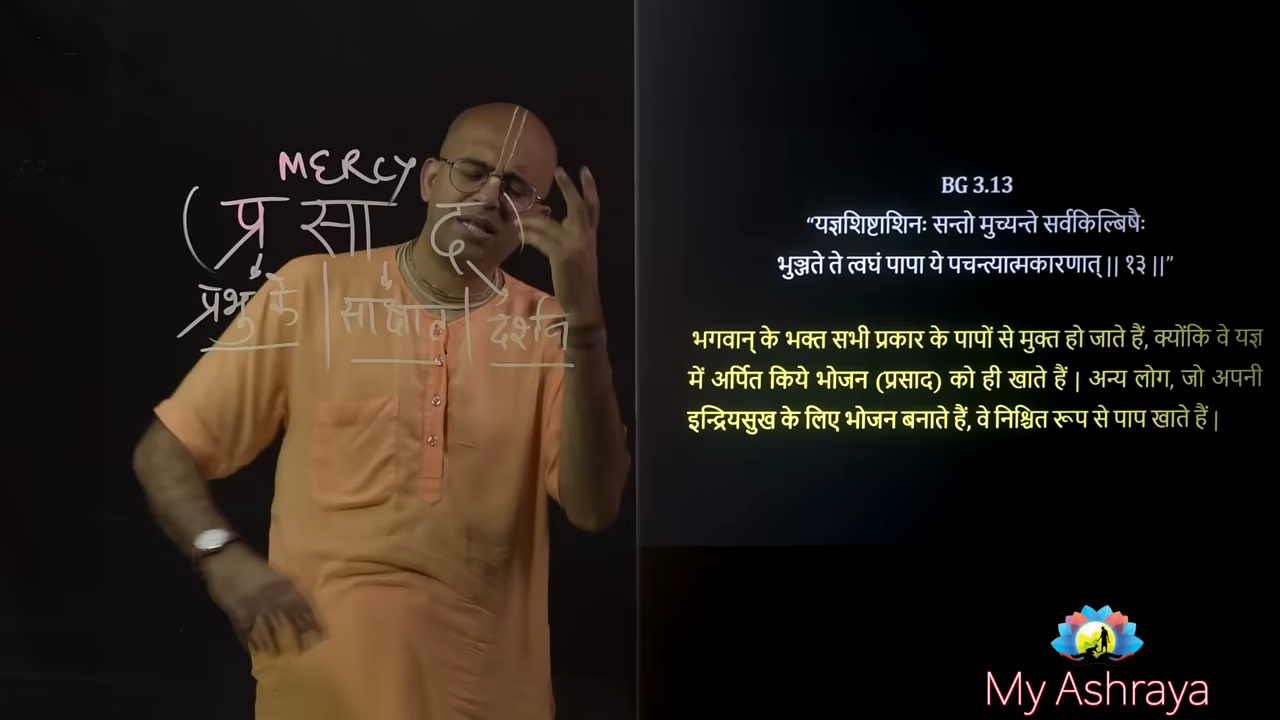 MERCY
(प्रसाद)
प्रभु के | साक्षात | दर्शन
BG 3.13
“यज्ञशिष्टाशिनः सन्तो मुच्यन्ते सर्वकिल्बिषैः
भुञ्जते ते त्वघं पापा ये पचन्त्यात्मकारणात् || १३ ||”
भगवान् के भक्त सभी प्रकार के पापों से मुक्त हो जाते हैं, क्योंकि वे यज्ञ
में अर्पित किये भोजन (प्रसाद) को ही खाते हैं | अन्य लोग, जो अपनी
इन्द्रियसुख के लिए भोजन बनाते हैं, वे निश्चित रूप से पाप खाते हैं |
My Ashraya